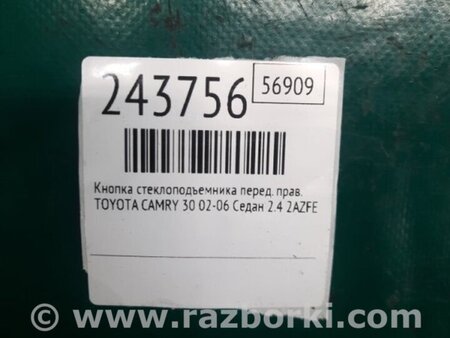 243756
56909
Кнопка стеклоподъемника перед. прав.
TOYOTA CAMRY 30 02-06 Седан 2.4 2AZFE
© www.razborki.com